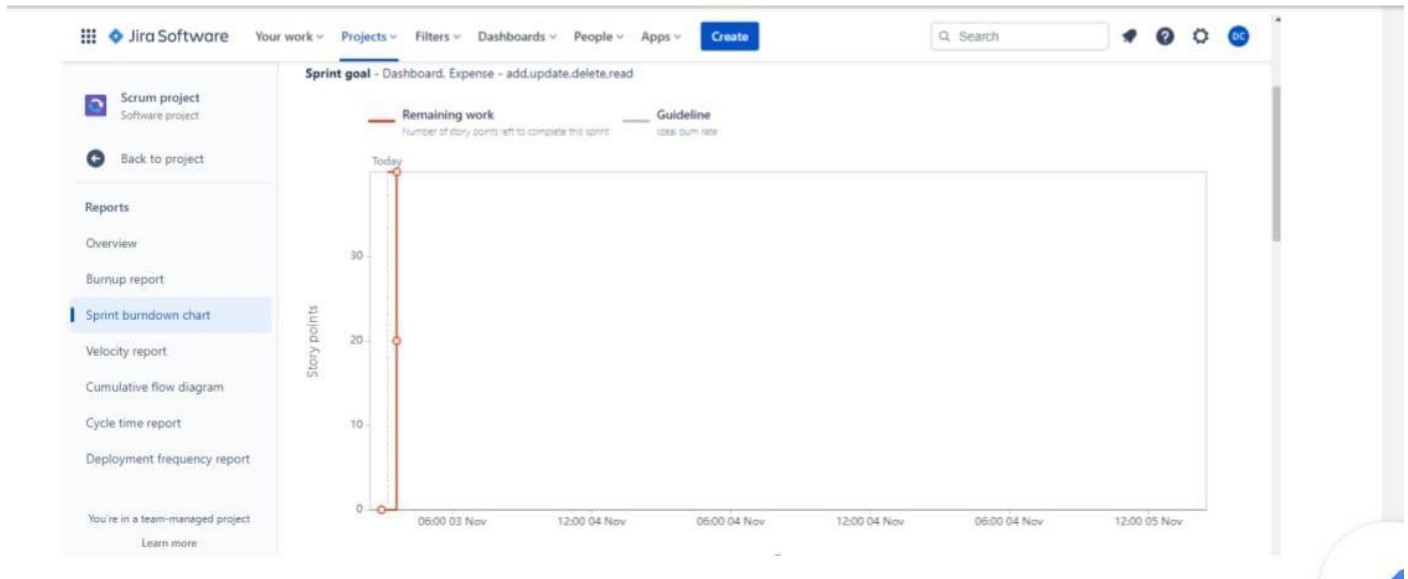 Jira Software Your work Projects Filters Dashboards People Apps Create Search DC
Sprint goal - Dashboard. Expense - add.update.delete.read
Scrum project
Software project
Back to project
Reports
Overview
Burnup report
Sprint burndown chart
Velocity report
Cumulative flow diagram
Cycle time report
Deployment frequency report
You're in a team-managed project
Learn more
Remaining work
Number of story points left to complete this sprint
Guideline
Ideal burn rate
Today
Story points
30
20
10
0
06:00 03 Nov 12:00 04 Nov 06:00 04 Nov 12:00 04 Nov 06:00 04 Nov 12:00 05 Nov